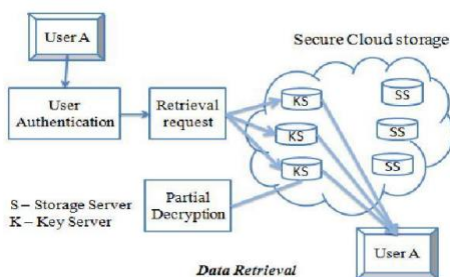 User A
Secure Cloud storage
User
Authentication
Retrieval
request
KS
KS
KS
SS
SS
SS
Partial
Decryption
S – Storage Server
K – Key Server
User A
Data Retrieval